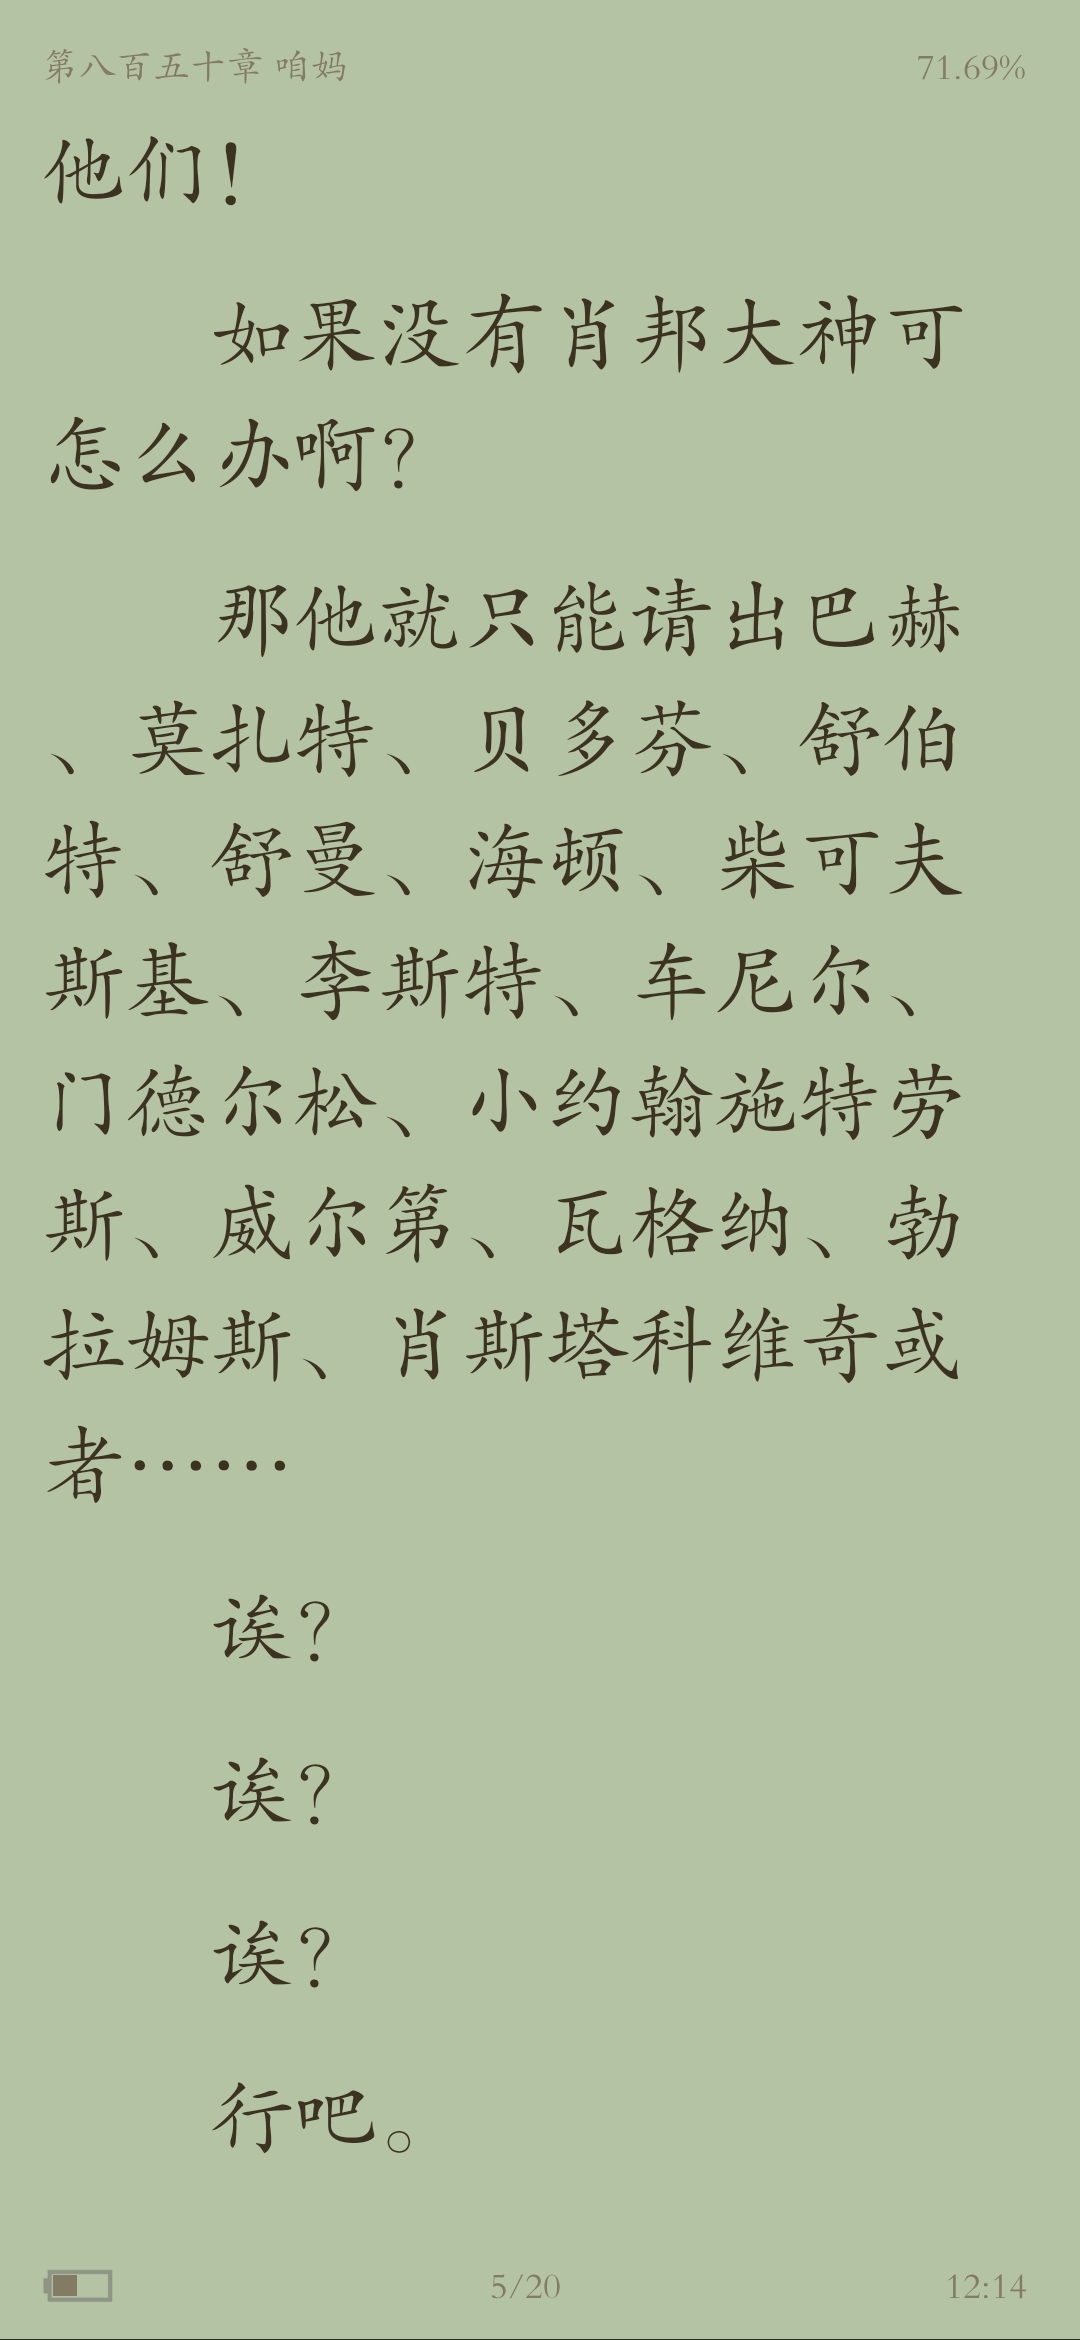 第八百五十章 咱妈
71.69%
他们！
如果没有肖邦大神可
怎么办啊？
那他就只能请出巴赫
、莫扎特、贝多芬、舒伯
特、舒曼、海顿、柴可夫
斯基、李斯特、车尼尔、
门德尔松、小约翰施特劳
斯、威尔第、瓦格纳、勃
拉姆斯、肖斯塔科维奇或
者……
诶？
诶？
诶？
行吧。
5/20
12:14